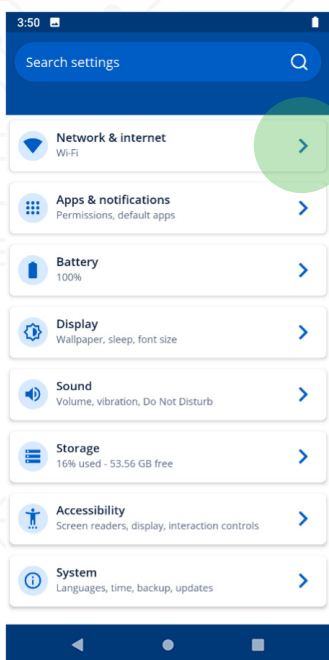 3:50
Search settings
Network & internet
Wi-Fi
Apps & notifications
Permissions, default apps
Battery
100%
Display
Wallpaper, sleep, font size
Sound
Volume, vibration, Do Not Disturb
Storage
16% used - 53.56 GB free
Accessibility
Screen readers, display, interaction controls
System
Languages, time, backup, updates